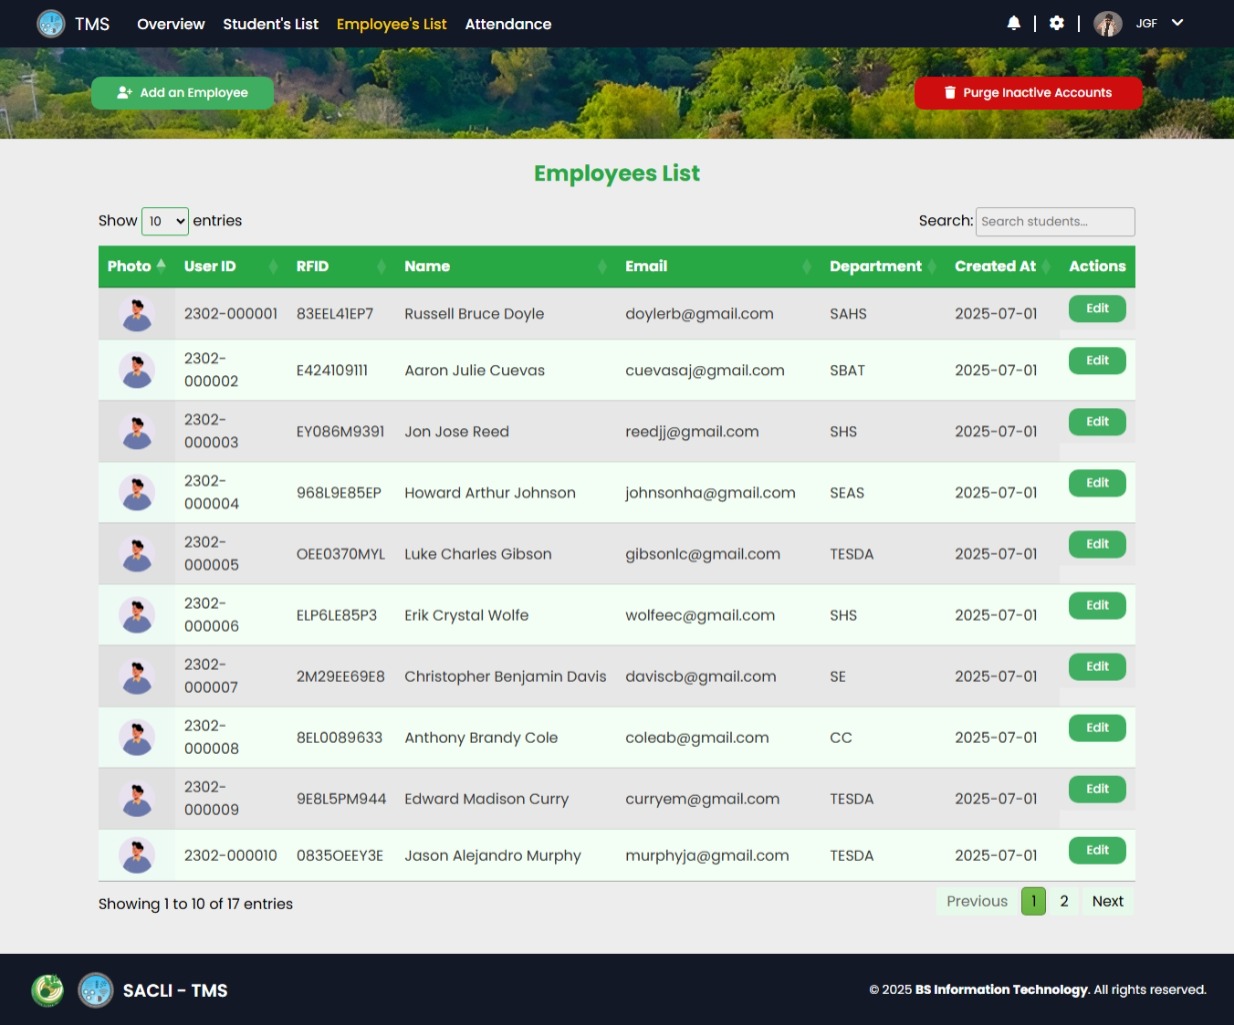 TMS Overview Student's List Employee's List Attendance JGF
Add an Employee Purge Inactive Accounts
Employees List
Show 10 entries Search: Search students...
Photo User ID RFID Name Email Department Created At Actions
2302-000001 83EEL41EP7 Russell Bruce Doyle doylerb@gmail.com SAHS 2025-07-01 Edit
2302-
000002 E424109111 Aaron Julie Cuevas cuevasaj@gmail.com SBAT 2025-07-01 Edit
2302-
000003 EY086M9391 Jon Jose Reed reedjj@gmail.com SHS 2025-07-01 Edit
2302-
000004 968L9E85EP Howard Arthur Johnson johnsonha@gmail.com SEAS 2025-07-01 Edit
2302-
000005 OEE0370MYL Luke Charles Gibson gibsonlc@gmail.com TESDA 2025-07-01 Edit
2302-
000006 ELP6LE85P3 Erik Crystal Wolfe wolfeec@gmail.com SHS 2025-07-01 Edit
2302-
000007 2M29EE69E8 Christopher Benjamin Davis daviscb@gmail.com SE 2025-07-01 Edit
2302-
000008 8EL0089633 Anthony Brandy Cole coleab@gmail.com CC 2025-07-01 Edit
2302-
000009 9E8L5PM944 Edward Madison Curry curryem@gmail.com TESDA 2025-07-01 Edit
2302-000010 0835OEEY3E Jason Alejandro Murphy murphyja@gmail.com TESDA 2025-07-01 Edit
Showing 1 to 10 of 17 entries Previous 1 2 Next
SACLI - TMS © 2025 BS Information Technology. All rights reserved.